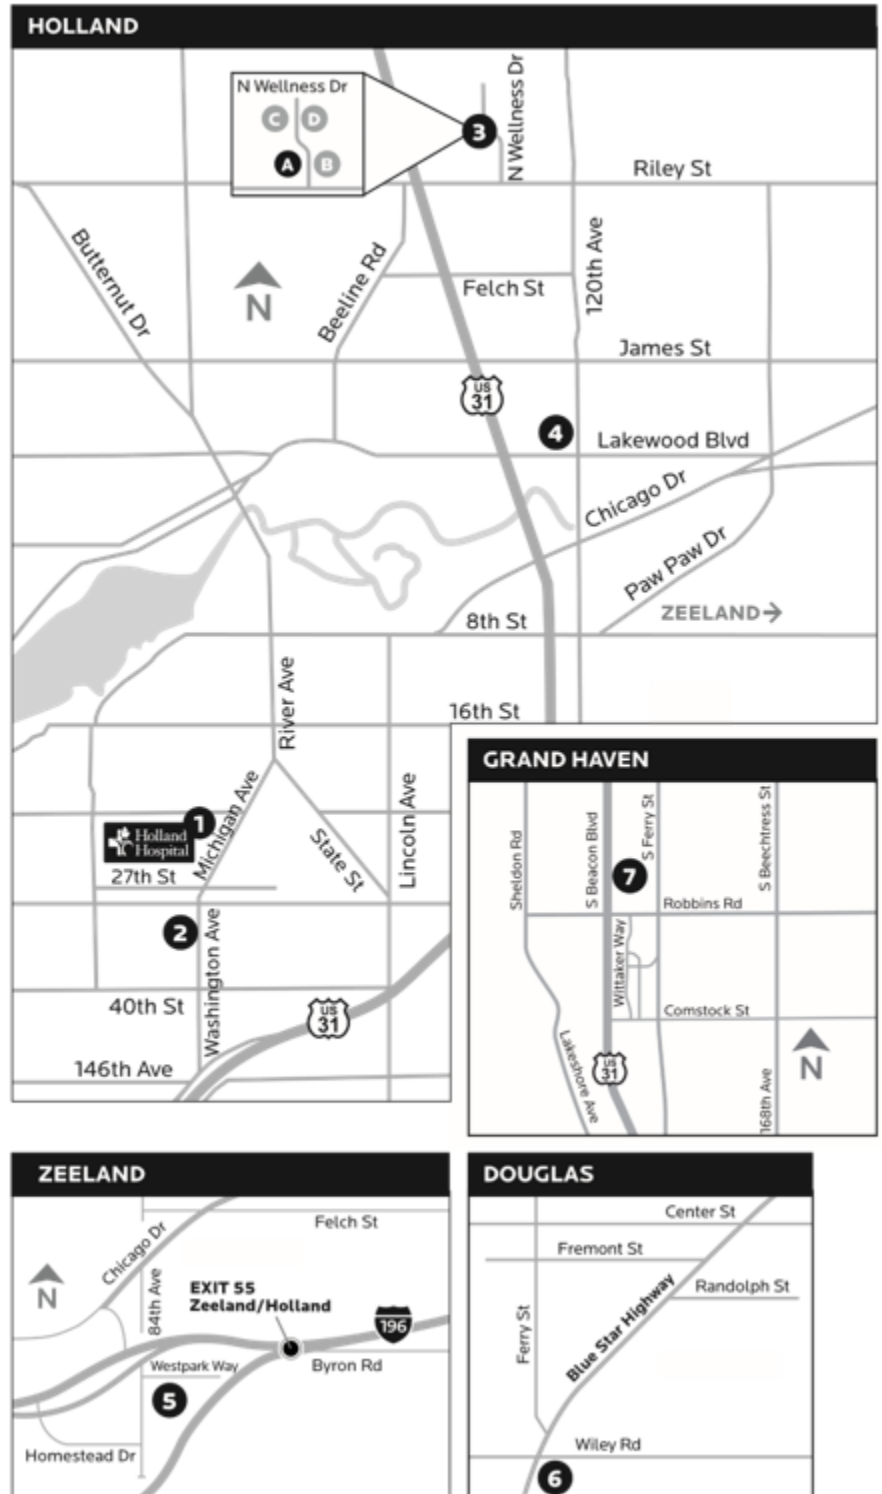 HOLLAND
N Wellness Dr
C D
A B
3
N Wellness Dr
Riley St
Butternut Dr
N
Beeline Rd
Felch St
120th Ave
James St
US
31
4
Lakewood Blvd
Chicago Dr
Paw Paw Dr
ZEELAND
8th St
16th St
River Ave
1
Holland
Hospital
Michigan Ave
State St
Lincoln Ave
27th St
2
Washington Ave
40th St
US
31
146th Ave
GRAND HAVEN
Sheldon Rd
S Beacon Blvd
S Ferry St
S Beechtress St
7
Robbins Rd
Wittaker Way
Comstock St
Lakeshore Ave
US
31
N
168th Ave
ZEELAND
Felch St
Chicago Dr
N
84th Ave
EXIT 55
Zeeland/Holland
196
Westpark Way
Byron Rd
5
Homestead Dr
DOUGLAS
Center St
Fremont St
Randolph St
Ferry St
Blue Star Highway
Wiley Rd
6